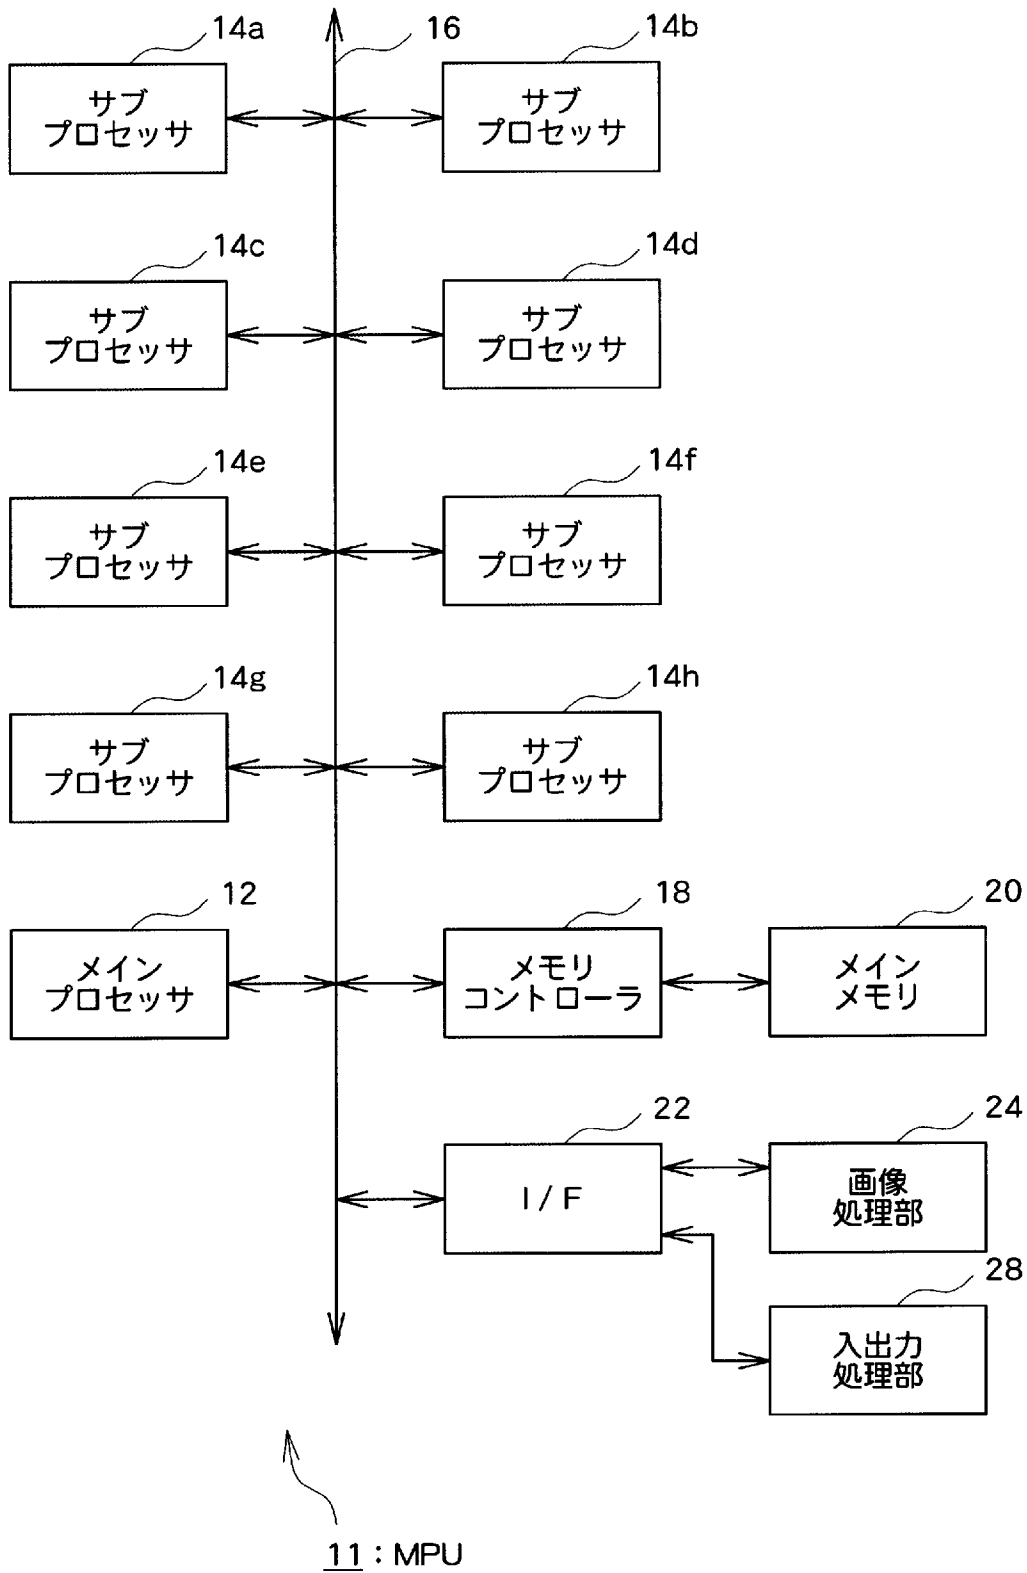 14a
16
14b
サブ
プロセッサ
サブ
プロセッサ
14c
14d
サブ
プロセッサ
サブ
プロセッサ
14e
14f
サブ
プロセッサ
サブ
プロセッサ
14g
14h
サブ
プロセッサ
サブ
プロセッサ
12
18
20
メイン
プロセッサ
メモリ
コントローラ
メイン
メモリ
22
24
I/F
画像
処理部
28
入出力
処理部
11：MPU